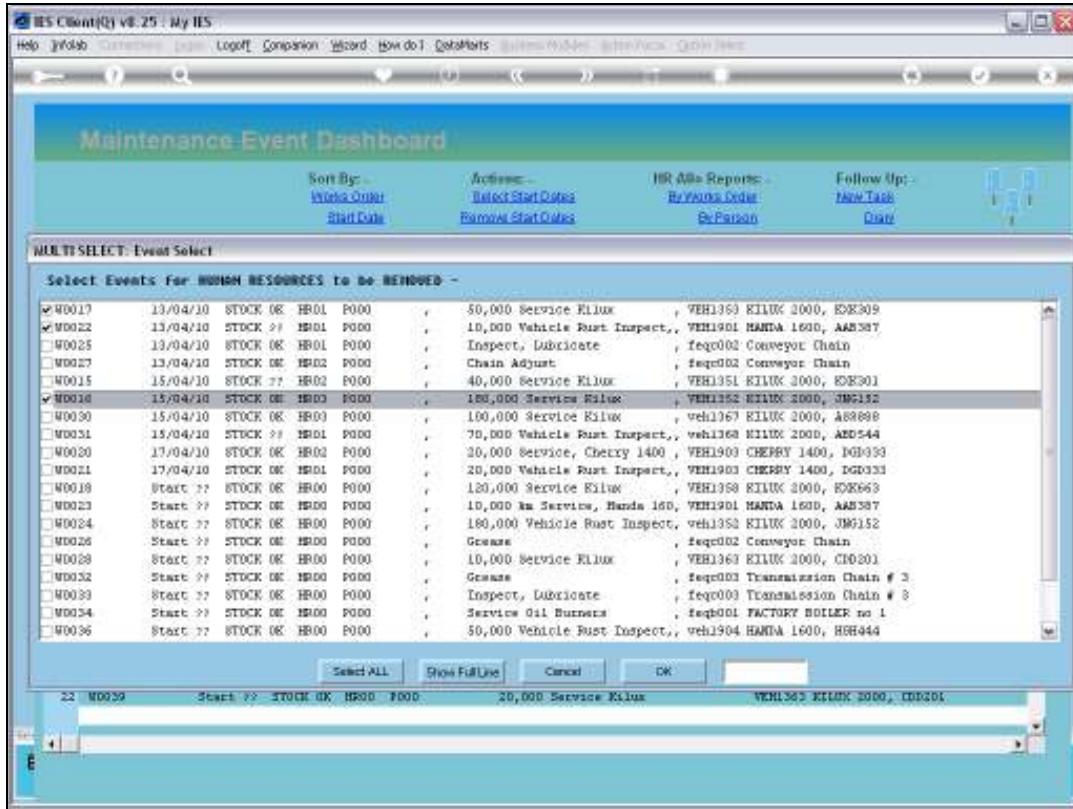 IES Client(Q) v8.25 : My IES
Help Infolab Logoff Companion Wizard How do I DataMarts
Maintenance Event Dashboard
Sort By: - Actions: - HR Allo Reports: - Follow Up: -
Works Order Select Start Dates By Works Order New Task
Start Date Remove Start Dates By Person Diary
MULTI SELECT: Event Select
Select Events for HUMAN RESOURCES to be REMOVED -
W0017 13/04/10 STOCK OK HR01 P000 , 50,000 Service Kilux , VEH1353 KILUX 2000,
W0022 13/04/10 STOCK ?? HR01 P000 , 10,000 Vehicle Rust Inspect,, VEH1901 MANDA 1600, AAB387
W0025 13/04/10 STOCK OK HR01 P000 , Inspect, Lubricate , feqc002 Conveyor Chain
W0027 13/04/10 STOCK OK HR02 P000 , Chain Adjust , feqc002 Conveyor Chain
W0015 15/04/10 STOCK ?? HR02 P000 , 40,000 Service Kilux , VEH1351 KILUX 2000,
15/04/10 STOCK OK HR03 P000 , 180,000 Service Kilux , VEH1352 KILUX 2000, JNG152
W0030 15/04/10 STOCK OK HR03 P000 , 100,000 Service Kilux , veh1367 KILUX 2000,
W0031 15/04/10 STOCK ?? HR01 P000 , 70,000 Vehicle Rust Inspect,, veh1368 KILUX 2000, ABD544
W0020 17/04/10 STOCK OK HR02 P000 , 20,000 Service, Cherry 1400 , VEH1903 CHERRY 1400, DGD333
W0021 17/04/10 STOCK OK HR01 P000 , 20,000 Vehicle Rust Inspect,, VEH1903 CHERRY 1400, DGD333
W0018 Start ?? STOCK OK HR00 P000 , 120,000 Service Kilux , VEH1358 KILUX 2000,
W0023 Start ?? STOCK OK HR00 P000 , 10,000 km Service, Manda 160, VEH1901 MANDA 1600, AAB387
W0024 Start ?? STOCK OK HR00 P000 , 180,000 Vehicle Rust Inspect, veh1352 KILUX 2000, JNG152
W0026 Start ?? STOCK OK HR00 P000 , Grease , feqc002 Conveyor Chain
W0028 Start ?? STOCK OK HR00 P000 , 10,000 Service Kilux , VEH1363 KILUX 2000, CDD201
W0032 Start ?? STOCK OK HR00 P000 , Grease , feqc003 Transmission Chain # 3
W0033 Start ?? STOCK OK HR00 P000 , Inspect, Lubricate , feqc003 Transmission Chain # 3
W0034 Start ?? STOCK OK HR00 P000 , Service Oil Burners , feqb001 FACTORY BOILER no 1
W0036 Start ?? STOCK OK HR00 P000 , 50,000 Vehicle Rust Inspect,, veh1904 MANDA 1600, HGH444
Select ALL Show Full Line Cancel OK
22 W0039 Start ?? STOCK OK HR00 P000 20,000 Service Kilux VEH1363 KILUX 2000, CDD201